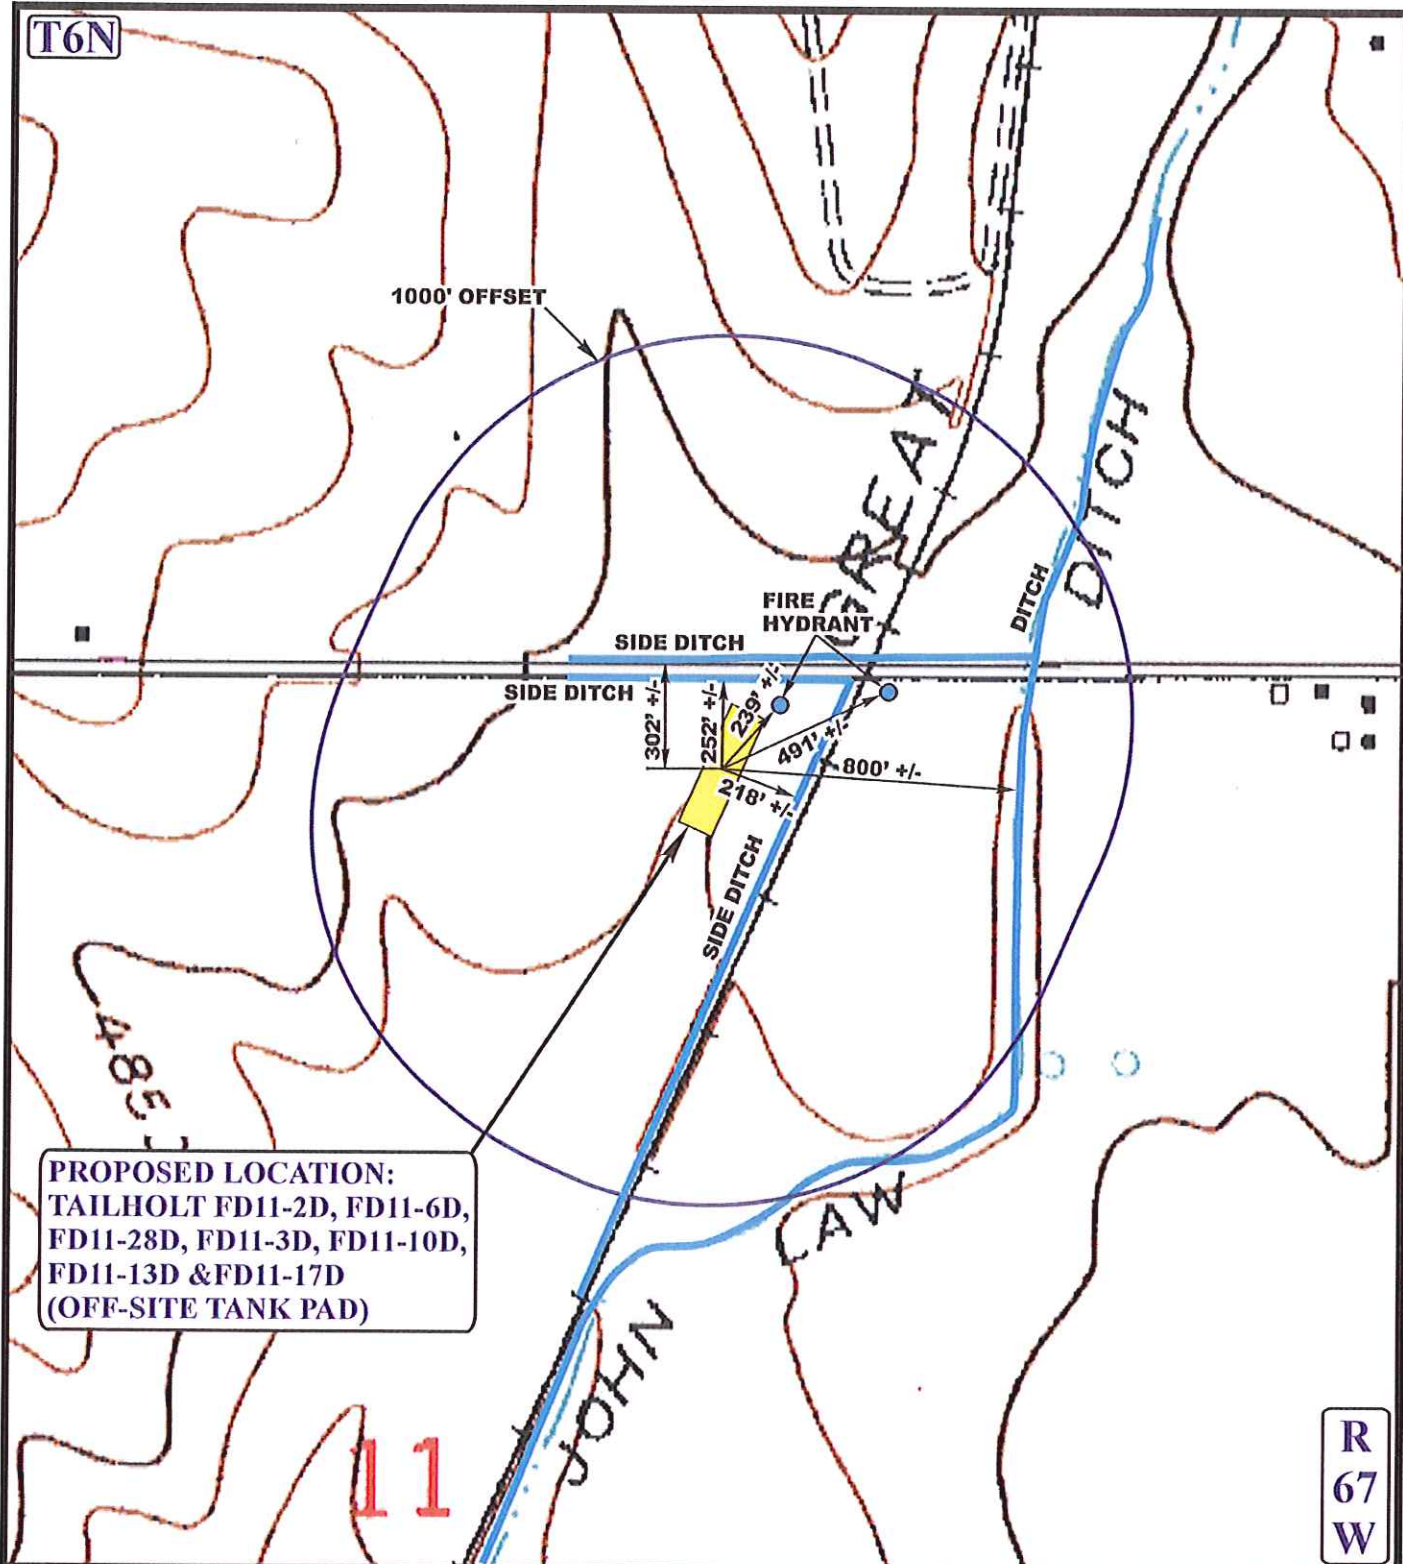 T6N
1000' OFFSET
GREAT
DITCH
DITCH
FIRE
HYDRANT
SIDE DITCH
SIDE DITCH
302' +/-
252' +/-
239' +/-
491' +/-
800' +/-
218' +/-
SIDE DITCH
PROPOSED LOCATION:
TAILHOLT FD11-2D, FD11-6D,
FD11-28D, FD11-3D, FD11-10D,
FD11-13D &FD11-17D
(OFF-SITE TANK PAD)
LAW
JOHN
11
R
67
W